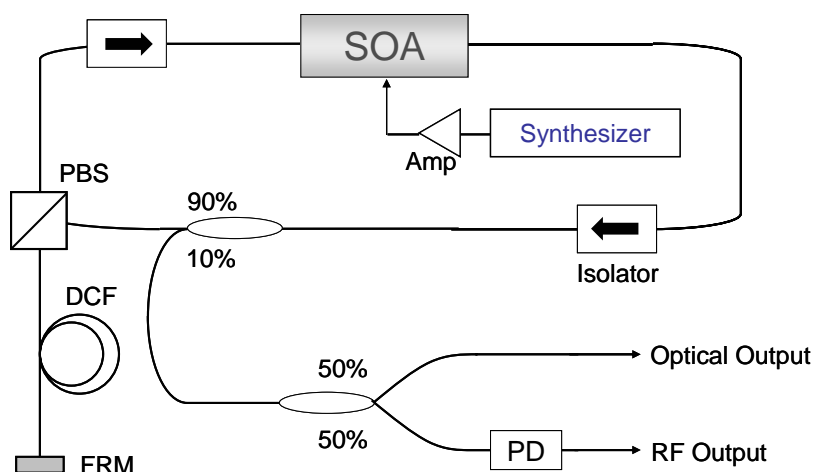 SOA
Synthesizer
Amp
PBS
90%
10%
Isolator
DCF
50%
Optical Output
50%
PD
RF Output
FRM